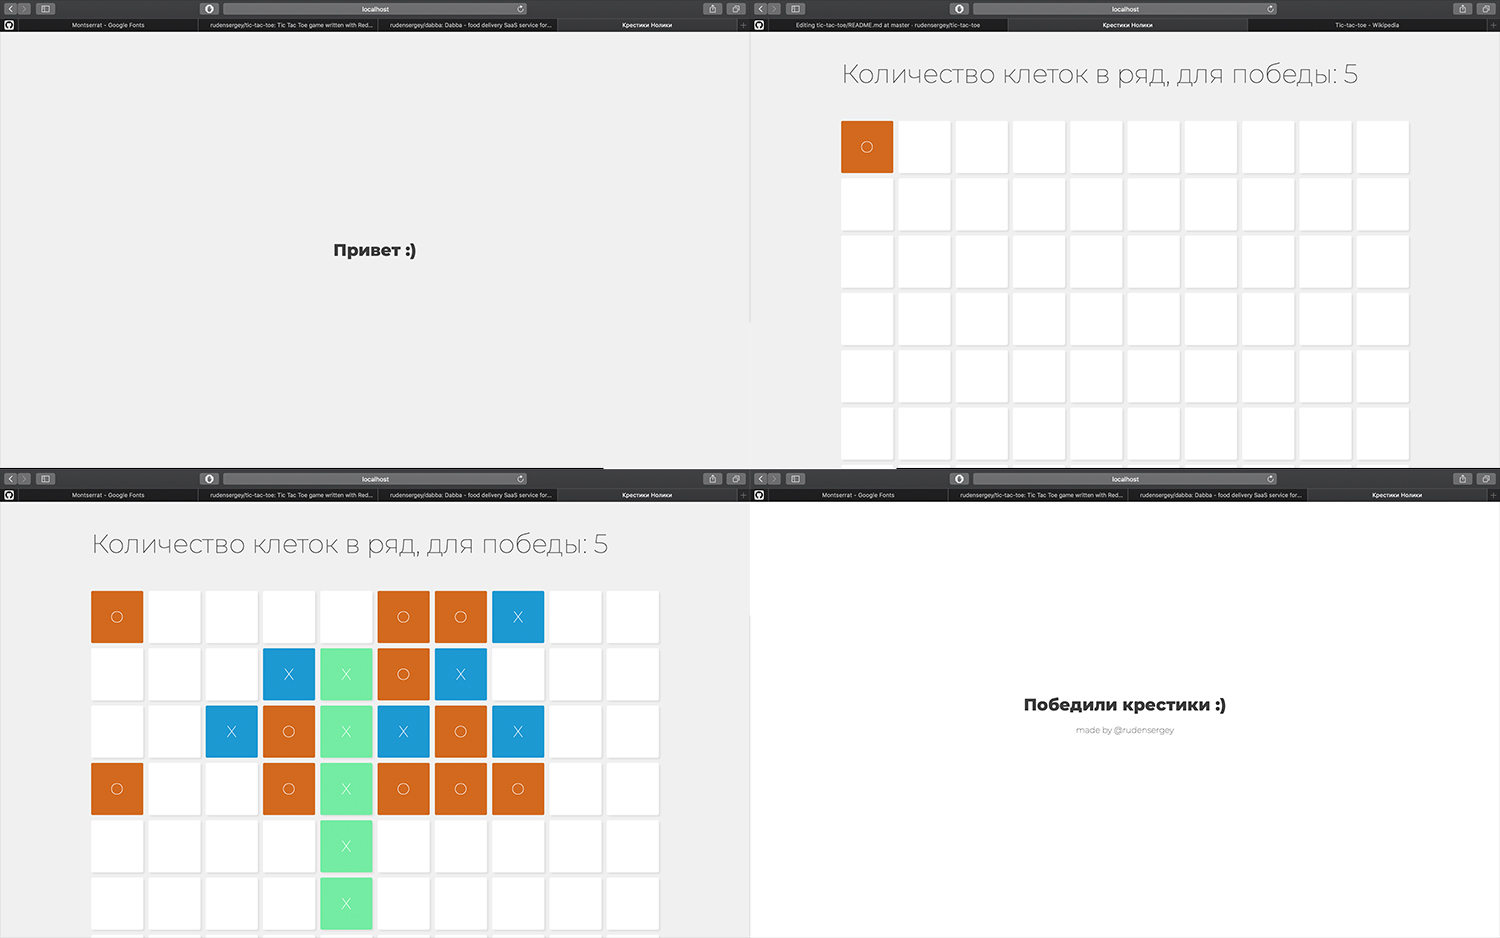 localhost
Montserrat - Google Fonts
rudensergey/tic-tac-toe: Tic Tac Toe game written with Red...
rudensergey/dabba: Dabba - food delivery SaaS service for...
Крестики Нолики
Привет :)
localhost
Editing tic-tac-toe/README.md at master · rudensergey/tic-tac-toe
Крестики Нолики
Tic-tac-toe - Wikipedia
Количество клеток в ряд, для победы: 5
O
localhost
Montserrat - Google Fonts
rudensergey/tic-tac-toe: Tic Tac Toe game written with Red...
rudensergey/dabba: Dabba - food delivery SaaS service for...
Крестики Нолики
Количество клеток в ряд, для победы: 5
O O O X
X X O X
X O X X O X
O O X O O O
X
X
localhost
Montserrat - Google Fonts
rudensergey/tic-tac-toe: Tic Tac Toe game written with Red...
rudensergey/dabba: Dabba - food delivery SaaS service for...
Крестики Нолики
Победили крестики :)
made by @rudensergey